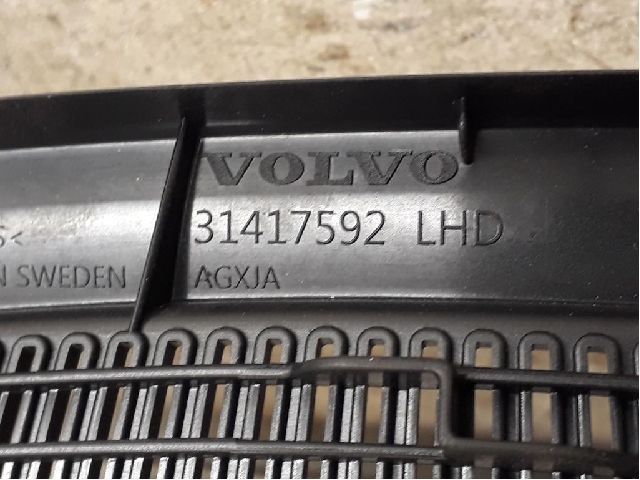 VOLVO
31417592 LHD
AGXJA
S<
N SWEDEN